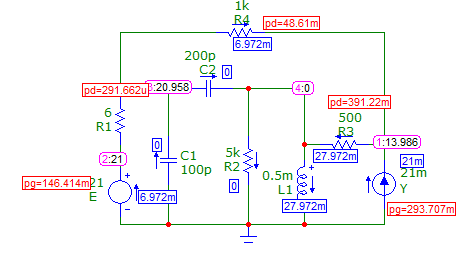 1k
R4
pd=48.61m
6.972m
200p
C2
0
pd=291.662u
:20.958
4:0
pd=391.22m
6
R1
500
R3
1:13.986
27.972m
0
C1
100p
5k
R2
0
2:21
21m
21m
Y
pg=146.414m
21
E
6.972m
0.5m
L1
27.972m
pg=293.707m